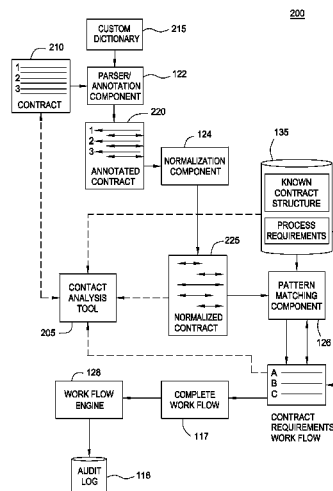 200
210
1
2
3
CONTRACT
CUSTOM
DICTIONARY
215
PARSER/
ANNOTATION
COMPONENT
122
220
1
2
3
ANNOTATED
CONTRACT
124
NORMALIZATION
COMPONENT
135
KNOWN
CONTRACT
STRUCTURE
PROCESS
REQUIREMENTS
225
NORMALIZED
CONTRACT
CONTACT
ANALYSIS
TOOL
205
PATTERN
MATCHING
COMPONENT
126
A
B
C
CONTRACT
REQUIREMENTS
WORK FLOW
128
WORK FLOW
ENGINE
COMPLETE
WORK FLOW
117
AUDIT
LOG
116